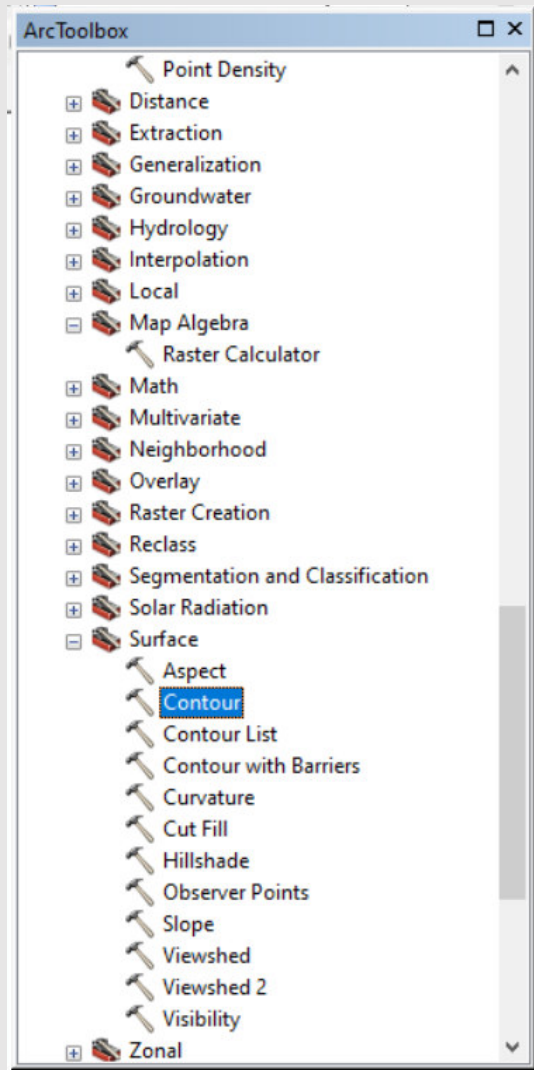 ArcToolbox
Point Density
Distance
Extraction
Generalization
Groundwater
Hydrology
Interpolation
Local
Map Algebra
Raster Calculator
Math
Multivariate
Neighborhood
Overlay
Raster Creation
Reclass
Segmentation and Classification
Solar Radiation
Surface
Aspect
Contour
Contour List
Contour with Barriers
Curvature
Cut Fill
Hillshade
Observer Points
Slope
Viewshed
Viewshed 2
Visibility
Zonal